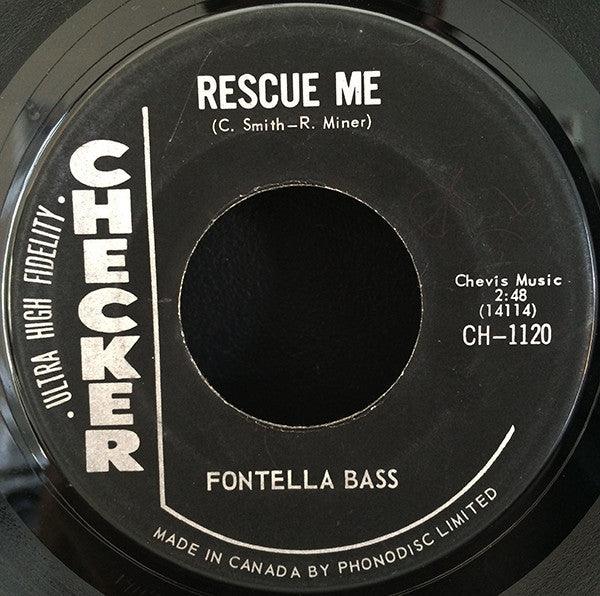 RESCUE ME
(C. Smith–R. Miner)
• ULTRA HIGH FIDELITY •
CHECKER
Chevis Music
2:48
(14114)
CH–1120
FONTELLA BASS
MADE IN CANADA BY PHONODISC LIMITED